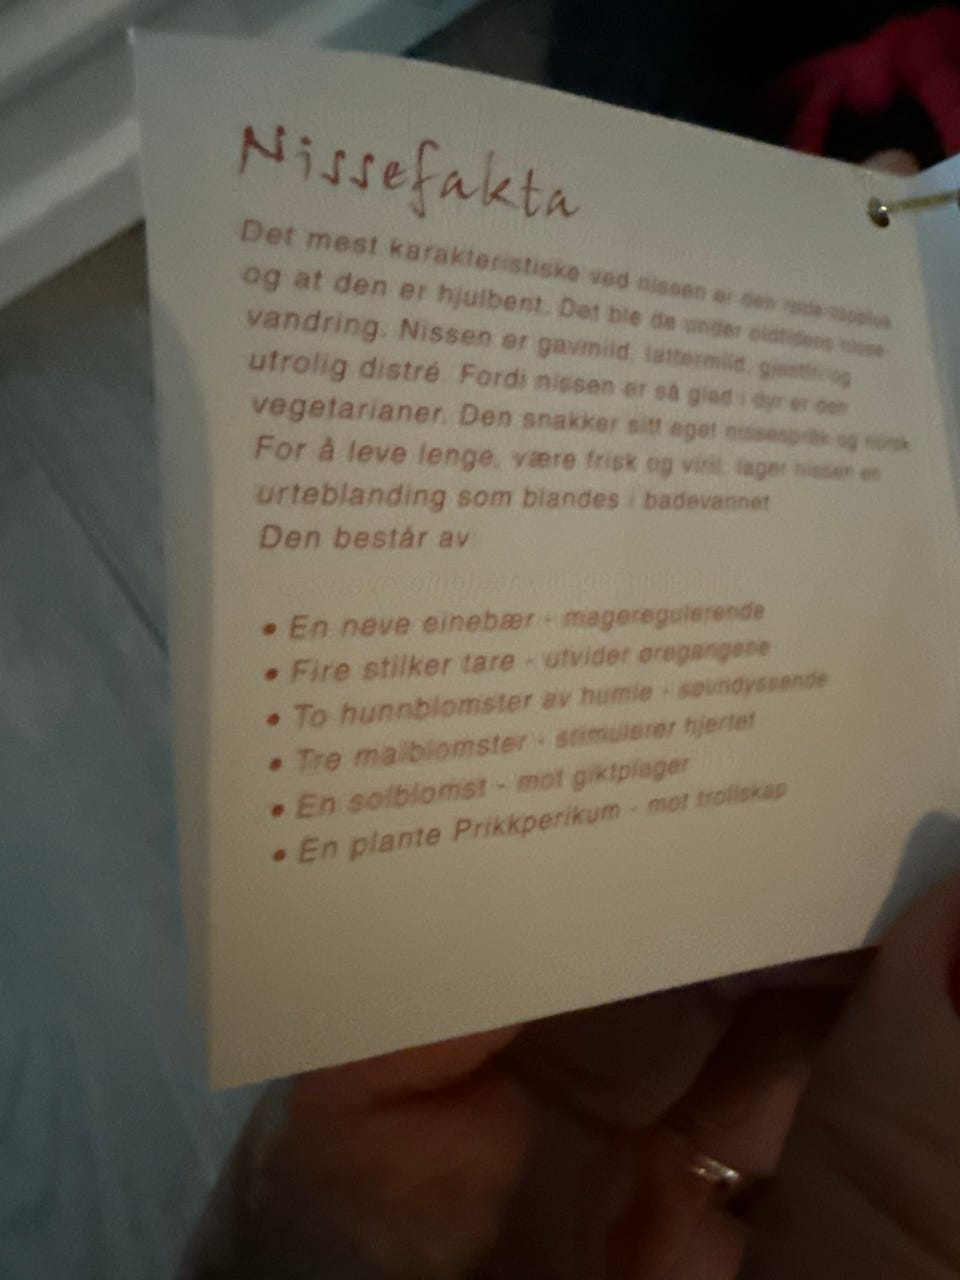 Nissefakta
Det mest karakteristiske ved nissen er den røde topplua
og at den er hjulbent. Det ble de under oldtidens nisse-
vandring. Nissen er gavmild, lattermild, gjestfri og
utrolig distré. Fordi nissen er så glad i dyr er den
vegetarianer. Den snakker sitt eget nissespråk og norsk.
For å leve lenge, være frisk og viril, lager nissen en
urteblanding som blandes i badevannet
Den består av:
• En neve einebær - mageregulerende
• Fire stilker tare - utvider øregangene
• To hunnblomster av humle - søvndyssende
• Tre maiblomster - stimulerer hjertet
• En solblomst - mot giktplager
• En plante Prikkperikum - mot trollskap